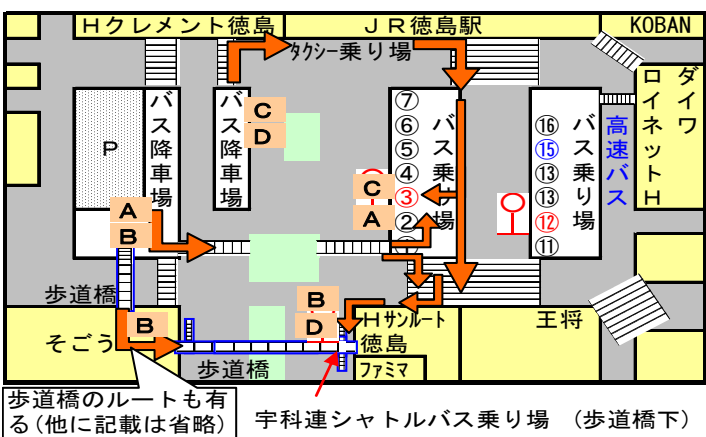 Hクレメント徳島
JR徳島駅
KOBAN
タクシー乗り場
P
バス降車場
バス降車場
C
D
⑦
⑥
⑤
④
③
②
バス乗り場
C
A
⑯
⑮
⑬
⑬
⑫
⑪
バス乗り場
高速バス
ダイワ
ロイネットH
A
B
歩道橋
B
そごう
歩道橋
B
D
Hサンルート
徳島
ファミマ
王将
歩道橋のルートも有
る(他に記載は省略)
宇科連シャトルバス乗り場 (歩道橋下)